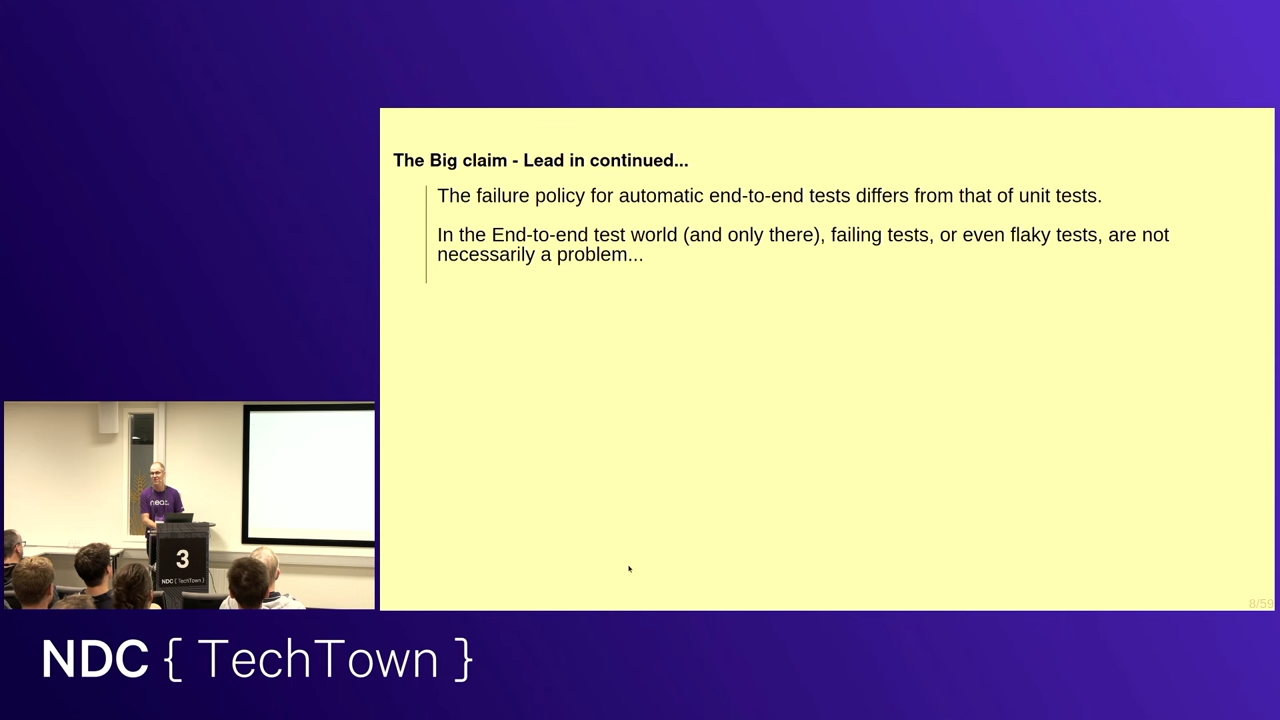 The Big claim - Lead in continued...
The failure policy for automatic end-to-end tests differs from that of unit tests.
In the End-to-end test world (and only there), failing tests, or even flaky tests, are not
necessarily a problem...
8/59
3
NDC { TechTown }
NDC { TechTown }